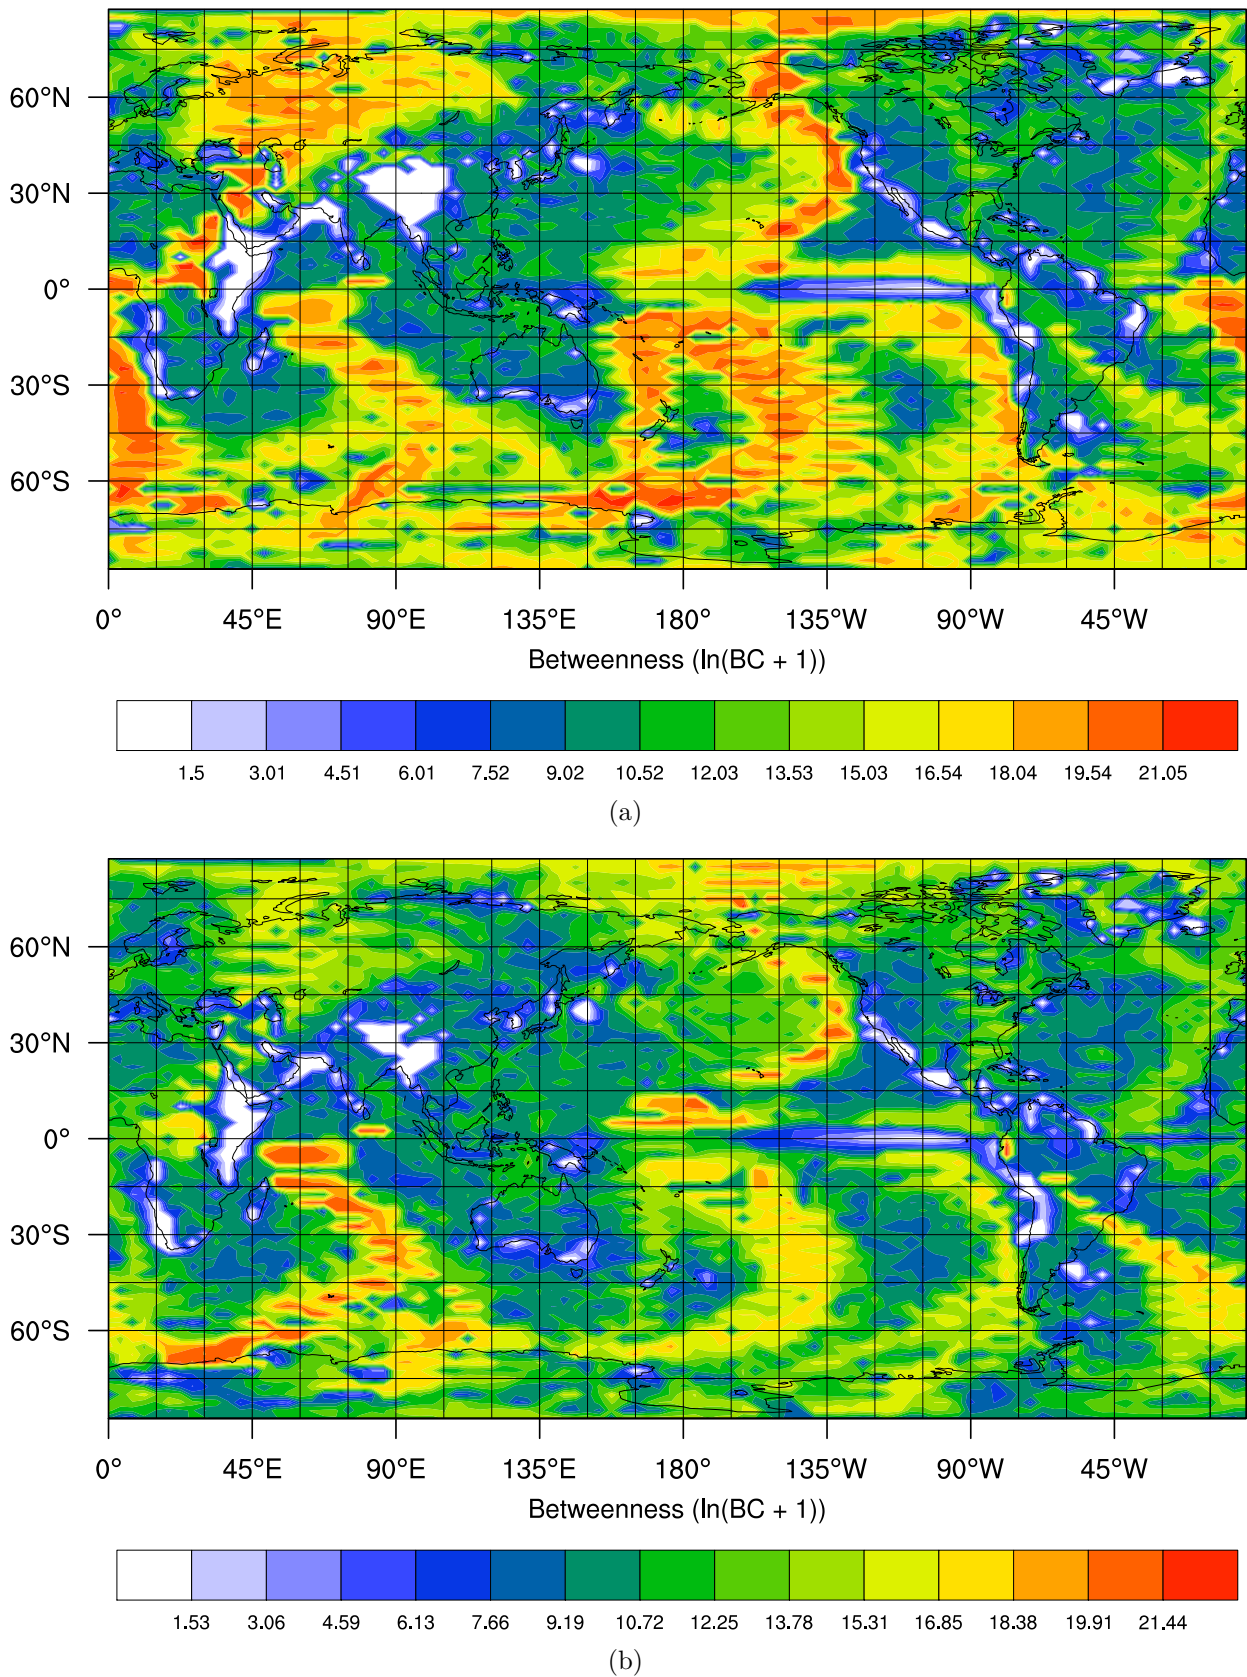 60°N
30°N
0°
30°S
60°S
0° 45°E 90°E 135°E 180° 135°W 90°W 45°W
Betweenness (ln(BC + 1))
1.5 3.01 4.51 6.01 7.52 9.02 10.52 12.03 13.53 15.03 16.54 18.04 19.54 21.05
(a)
60°N
30°N
0°
30°S
60°S
0° 45°E 90°E 135°E 180° 135°W 90°W 45°W
Betweenness (ln(BC + 1))
1.53 3.06 4.59 6.13 7.66 9.19 10.72 12.25 13.78 15.31 16.85 18.38 19.91 21.44
(b)